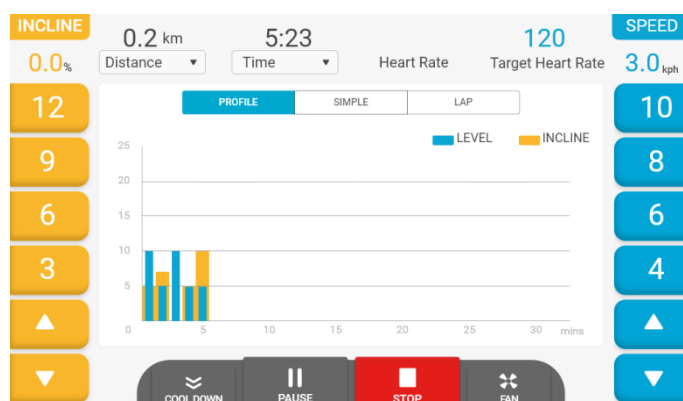 INCLINE
0.0%
12
9
6
3
0.2 km
Distance
5:23
Time
Heart Rate
120
Target Heart Rate
SPEED
3.0 kph
10
8
6
4
PROFILE SIMPLE LAP
LEVEL INCLINE
25
20
15
10
5
0 5 10 15 20 25 30 mins
COOL DOWN PAUSE STOP FAN